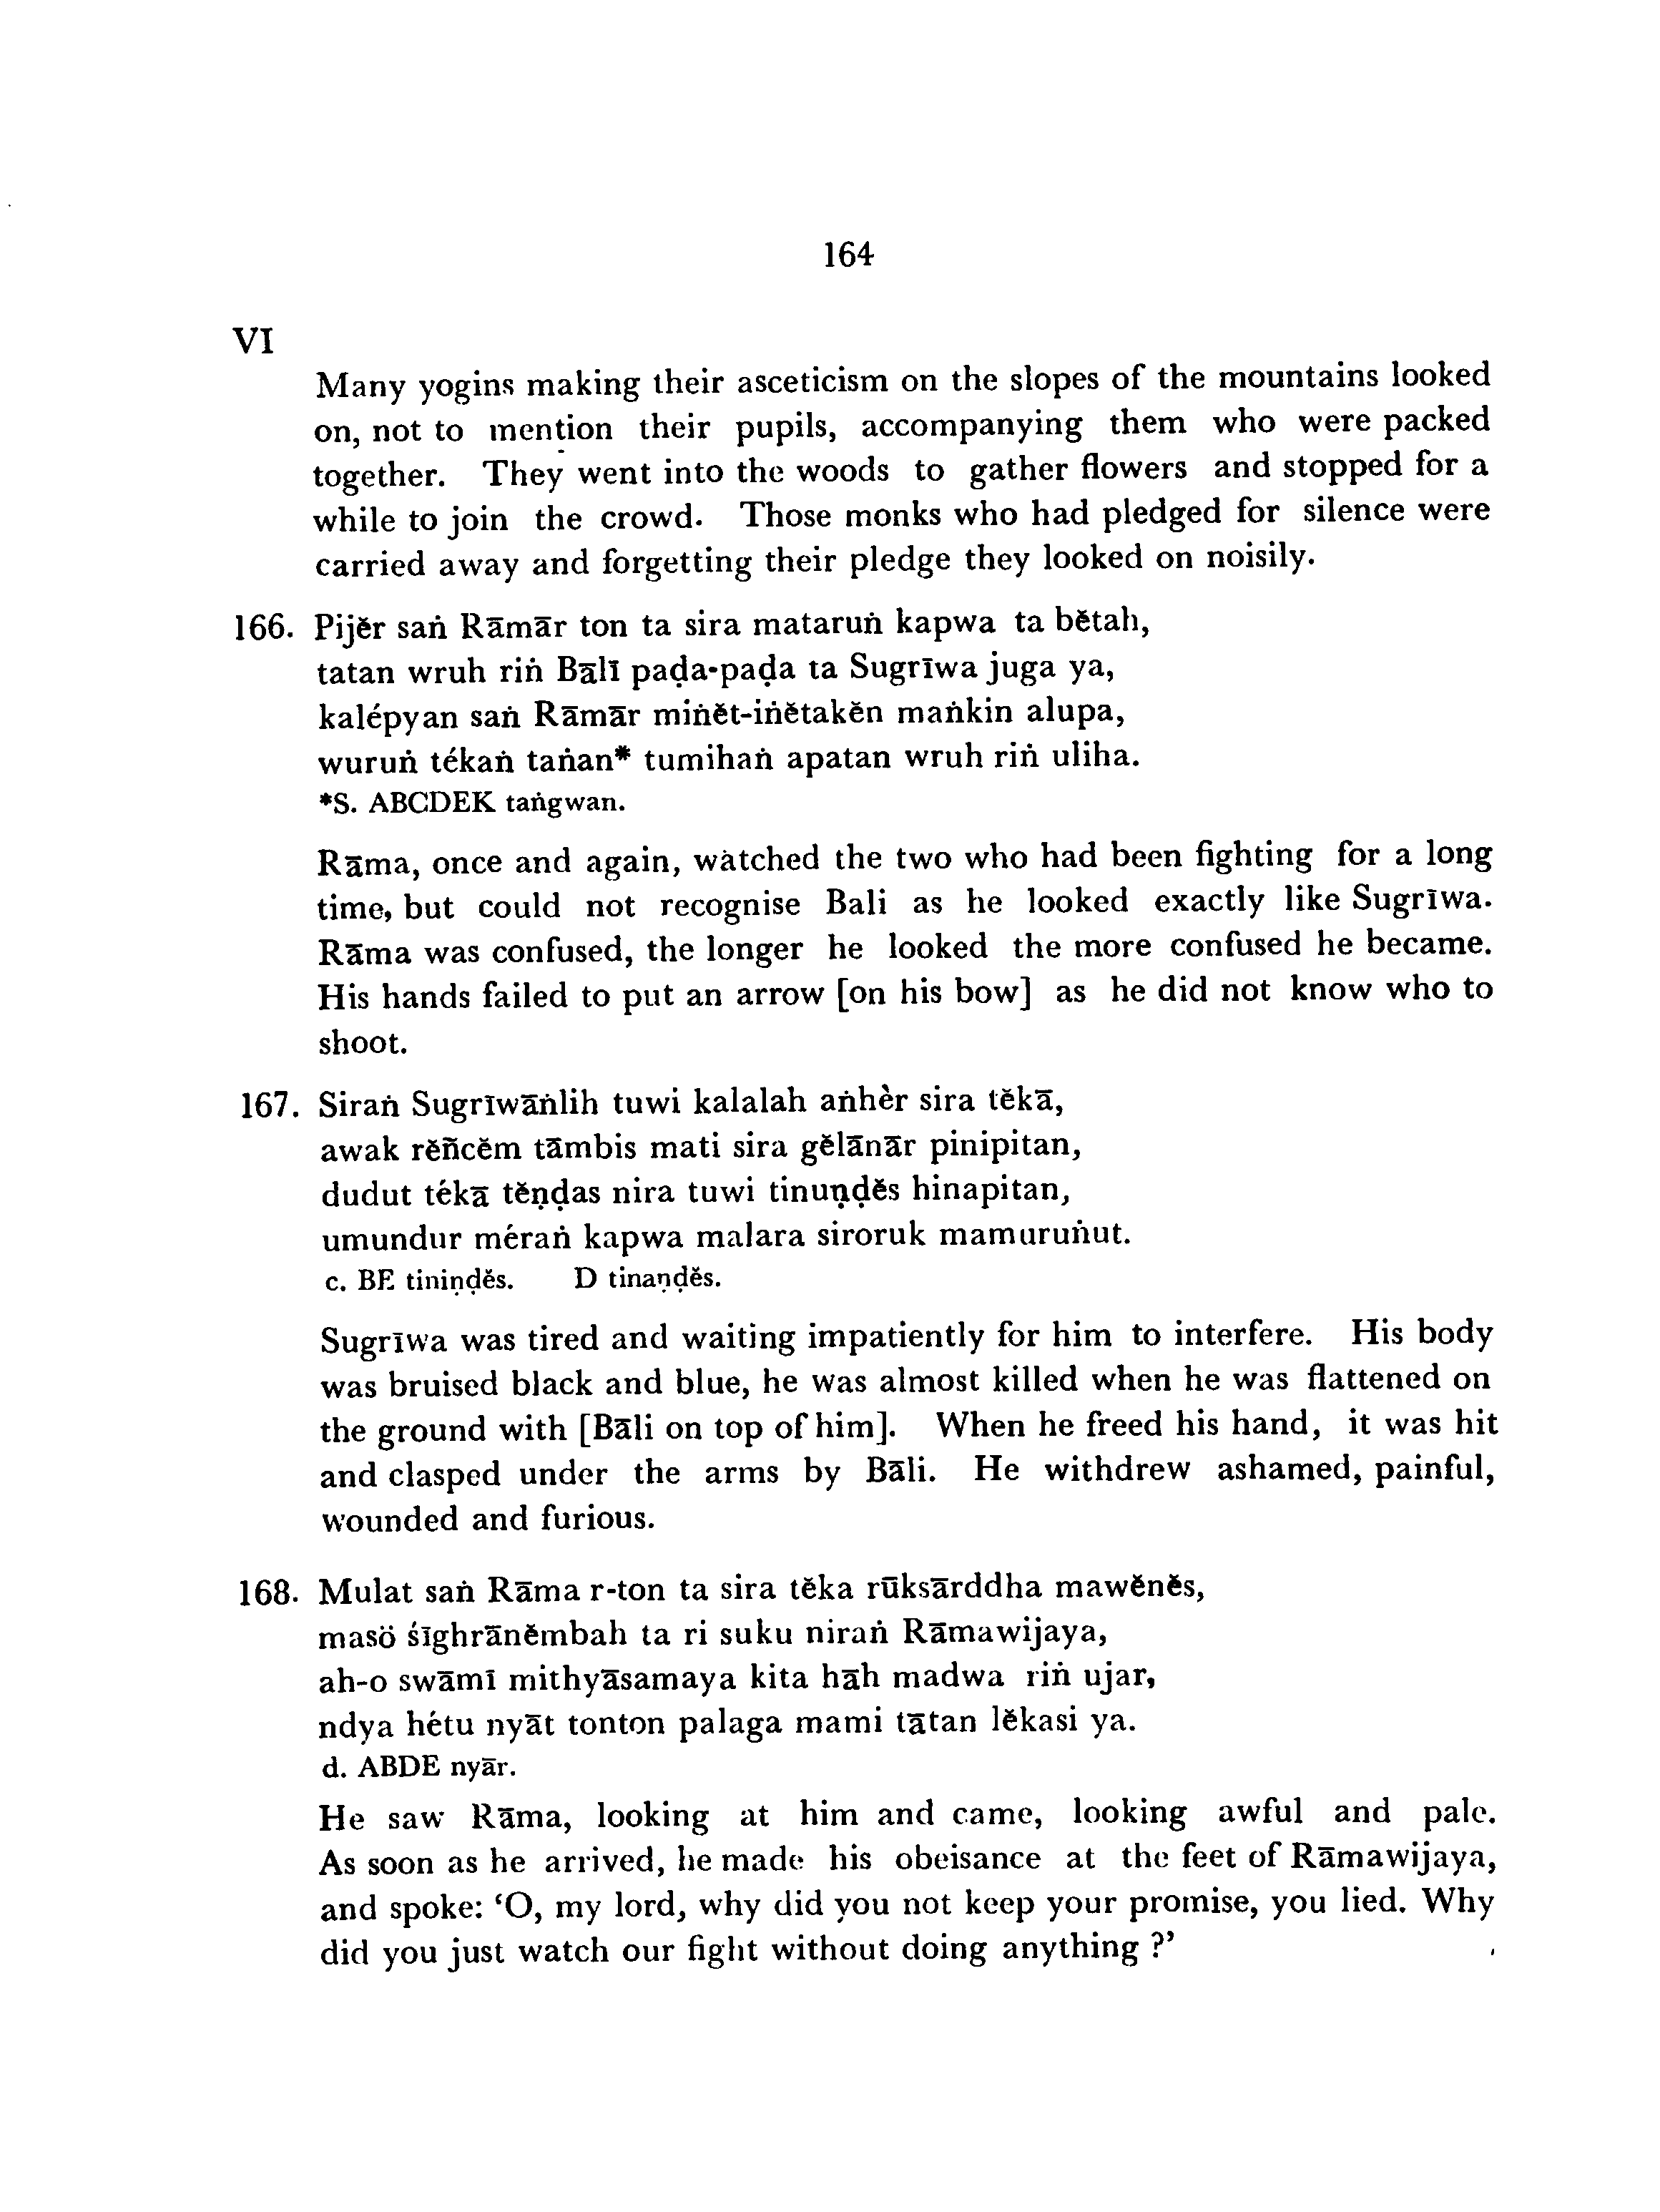 164
VI
Many yogins making their asceticism on the slopes of the mountains looked
on, not to mention their pupils, accompanying them who were packed
together. They went into the woods to gather flowers and stopped for a
while to join the crowd. Those monks who had pledged for silence were
carried away and forgetting their pledge they looked on noisily.
166. Pijĕr saṅ Rāmār ton ta sira mataruṅ kapwa ta bĕtah,
tatan wruh riṅ Bālī paḍa-paḍa ta Sugrīwa juga ya,
kalépyan saṅ Rāmār miṅĕt-iṅĕtakĕn maṅkin alupa,
wuruṅ tékaṅ taṅan* tumihaṅ apatan wruh riṅ uliha.
*S. ABCDEK taṅgwan.
Rāma, once and again, watched the two who had been fighting for a long
time, but could not recognise Bali as he looked exactly like Sugrīwa.
Rāma was confused, the longer he looked the more confused he became.
His hands failed to put an arrow [on his bow] as he did not know who to
shoot.
167. Siraṅ Sugrīwāṅlih tuwi kalalah aṅhèr sira tĕkā,
awak rĕñcĕm tāmbis mati sira gĕlānār pinipitan,
dudut tékā tĕṇḍas nira tuwi tinuṇḍĕs hinapitan,
umundur méraṅ kapwa malara siroruk mamuruṅut.
c. BE tiniṇḍĕs. D tinaṇḍĕs.
Sugrīwa was tired and waiting impatiently for him to interfere. His body
was bruised black and blue, he was almost killed when he was flattened on
the ground with [Bāli on top of him]. When he freed his hand, it was hit
and clasped under the arms by Bāli. He withdrew ashamed, painful,
wounded and furious.
168. Mulat saṅ Rāma r-ton ta sira tĕka rūksārddha mawĕnĕs,
masö śīghrānĕmbah ta ri suku niraṅ Rāmawijaya,
ah-o swāmī mithyāsamaya kita hāh madwa riṅ ujar,
ndya hétu nyāt tonton palaga mami tātan lĕkasi ya.
d. ABDE nyār.
He saw Rāma, looking at him and came, looking awful and pale.
As soon as he arrived, he made his obeisance at the feet of Rāmawijaya,
and spoke: ‘O, my lord, why did you not keep your promise, you lied. Why
did you just watch our fight without doing anything ?’